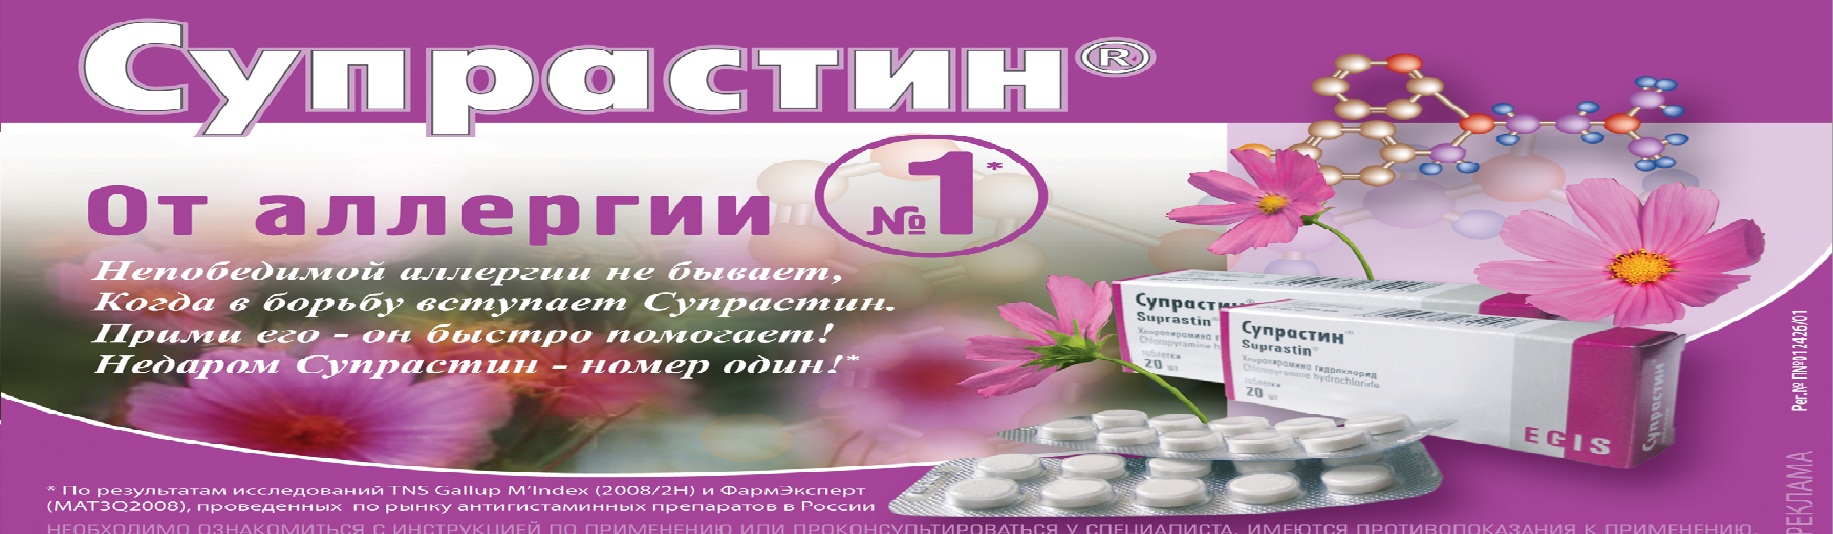 Супрастин®
От аллергии №1*
Непобедимой аллергии не бывает,
Когда в борьбу вступает Супрастин.
Прими его - он быстро помогает!
Недаром Супрастин - номер один!*
Супрастин
Suprastin
Chloropyramine h
таблетки
20 шт
Супрастин
Suprastin
Хлоропирамина гидрохлорид
Chloropyramine hydrochloride
таблетки
20 шт
EGIS
Супрастин
Рег.№ П№012426/01
РЕКЛАМА
* По результатам исследований TNS Gallup M'Index (2008/2H) и ФармЭксперт
(МАТ3Q2008), проведенных по рынку антигистаминных препаратов в России
НЕОБХОДИМО ОЗНАКОМИТЬСЯ С ИНСТРУКЦИЕЙ ПО ПРИМЕНЕНИЮ ИЛИ ПРОКОНСУЛЬТИРОВАТЬСЯ У СПЕЦИАЛИСТА. ИМЕЮТСЯ ПРОТИВОПОКАЗАНИЯ К ПРИМЕНЕНИЮ.